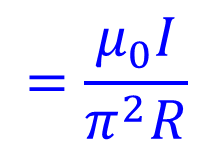 = μ₀I / π²R